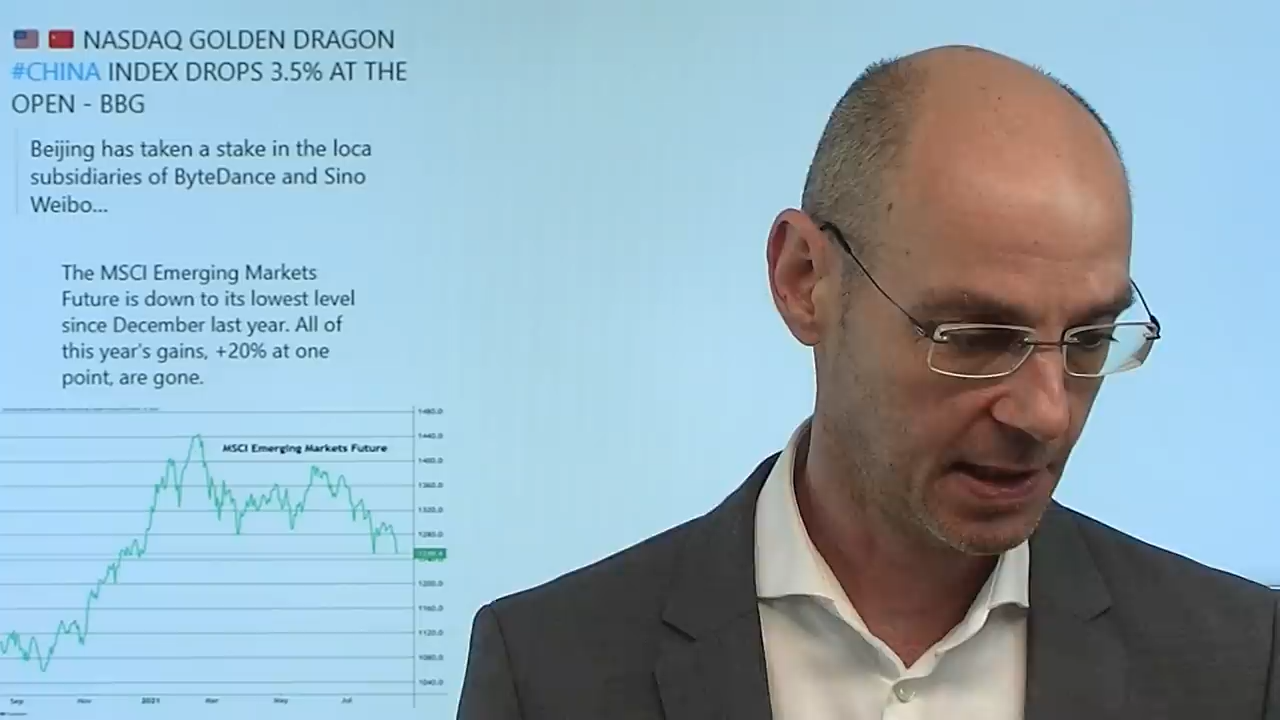 NASDAQ GOLDEN DRAGON
#CHINA INDEX DROPS 3.5% AT THE
OPEN - BBG
Beijing has taken a stake in the loca
subsidiaries of ByteDance and Sino
Weibo...
The MSCI Emerging Markets
Future is down to its lowest level
since December last year. All of
this year's gains, +20% at one
point, are gone.
1480.0
1440.0
MSCI Emerging Markets Future
1400.0
1360.0
1320.0
1280.0
1200.0
1160.0
1120.0
1080.0
1040.0
Sep Nov 2021 Mar May Jul